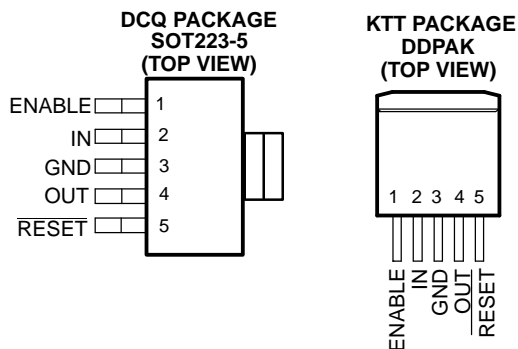 DCQ PACKAGE
SOT223-5
(TOP VIEW)
ENABLE 1
IN 2
GND 3
OUT 4
RESET 5
KTT PACKAGE
DDPAK
(TOP VIEW)
1 2 3 4 5
ENABLE
IN
GND
OUT
RESET